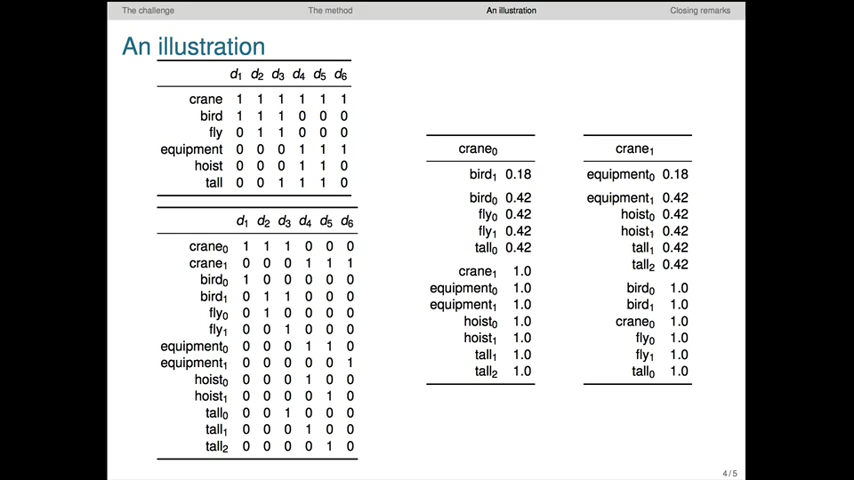 The challenge The method An illustration Closing remarks
An illustration
d1 d2 d3 d4 d5 d6
crane 1 1 1 1 1 1
bird 1 1 1 0 0 0
fly 0 1 1 0 0 0
equipment 0 0 0 1 1 1
hoist 0 0 0 1 1 0
tall 0 0 1 1 1 0
d1 d2 d3 d4 d5 d6
crane0 1 1 1 0 0 0
crane1 0 0 0 1 1 1
bird0 1 0 0 0 0 0
bird1 0 1 1 0 0 0
fly0 0 1 0 0 0 0
fly1 0 0 1 0 0 0
equipment0 0 0 0 1 1 0
equipment1 0 0 0 0 0 1
hoist0 0 0 0 1 0 0
hoist1 0 0 0 0 1 0
tall0 0 0 1 0 0 0
tall1 0 0 0 1 0 0
tall2 0 0 0 0 1 0
crane0
bird1 0.18
bird0 0.42
fly0 0.42
fly1 0.42
tall0 0.42
crane1 1.0
equipment0 1.0
equipment1 1.0
hoist0 1.0
hoist1 1.0
tall1 1.0
tall2 1.0
crane1
equipment0 0.18
equipment1 0.42
hoist0 0.42
hoist1 0.42
tall1 0.42
tall2 0.42
bird0 1.0
bird1 1.0
crane0 1.0
fly0 1.0
fly1 1.0
tall0 1.0
4/5